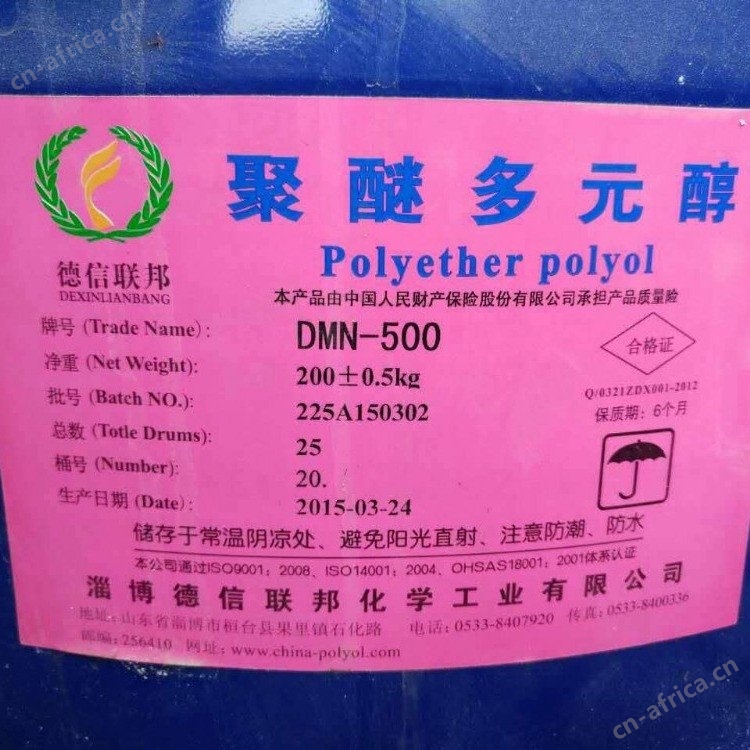 cn-africa.cn
聚醚多元醇
Polyether polyol
德信联邦
DEXINLIANBANG
本产品由中国人民财产保险股份有限公司承担产品质量险
牌号 (Trade Name): DMN-500
净重 (Net Weight): 200±0.5kg
批号 (Batch NO.): 225A150302
总数 (Totle Drums): 25
桶号 (Number): 20.
生产日期 (Date): 2015-03-24
合格证
Q/0321ZDX001-2012
保质期: 6个月
储存于常温阴凉处、避免阳光直射、注意防潮、防水
本公司通过ISO9001; 2008、ISO14001; 2004、OHSAS18001; 2001体系认证
淄博德信联邦化学工业有限公司
地址: 山东省淄博市桓台县果里镇石化路 电话: 0533-8407920 传真: 0533-8400336
邮编: 256410 网址: www.china-polyol.com
cn-africa.cn